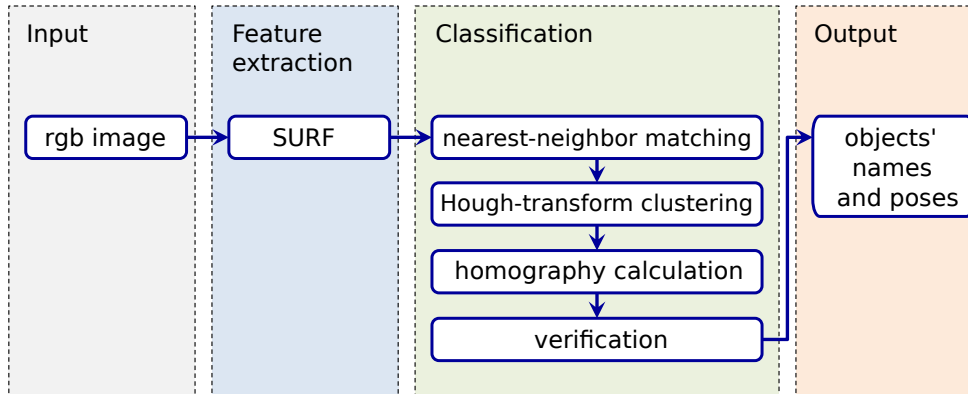 Input
rgb image
Feature
extraction
SURF
Classification
nearest-neighbor matching
Hough-transform clustering
homography calculation
verification
Output
objects'
names
and poses